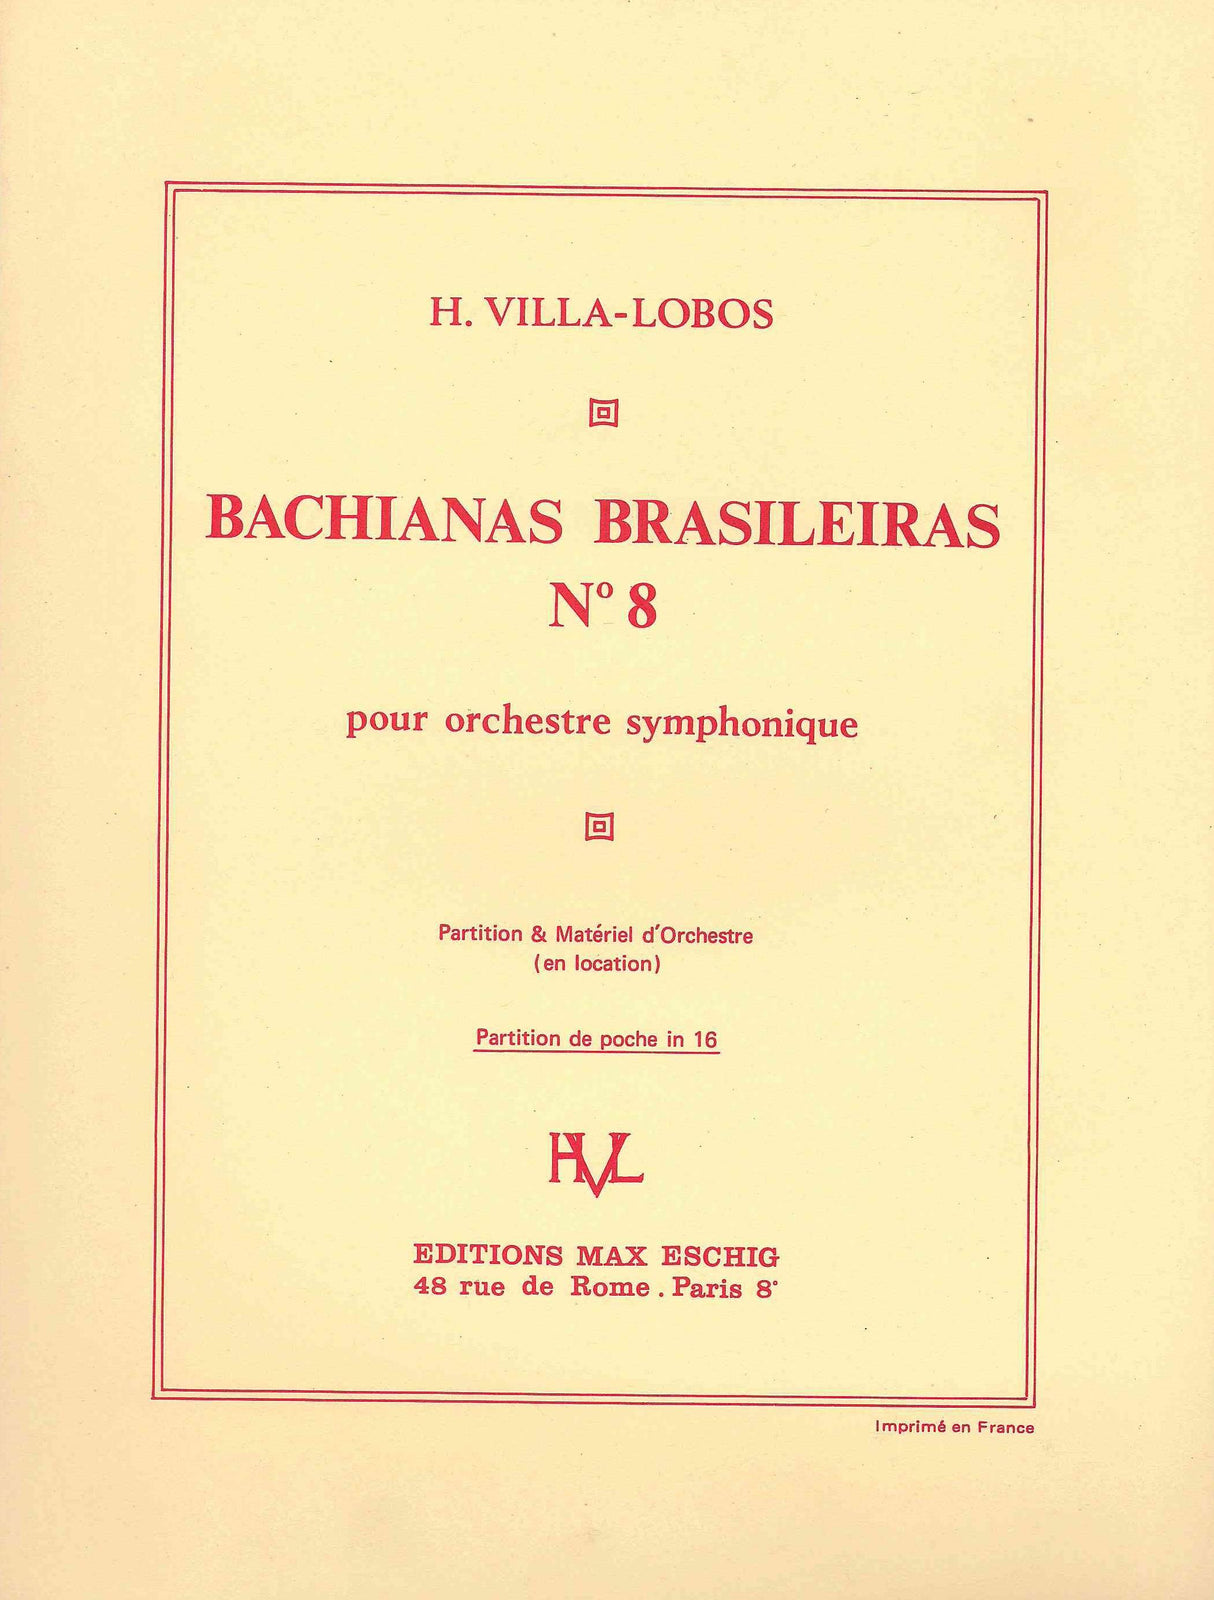 H. VILLA-LOBOS
BACHIANAS BRASILEIRAS
Nº 8
pour orchestre symphonique
Partition & Matériel d'Orchestre
(en location)
Partition de poche in 16
HVL
EDITIONS MAX ESCHIG
48 rue de Rome . Paris 8°
Imprimé en France